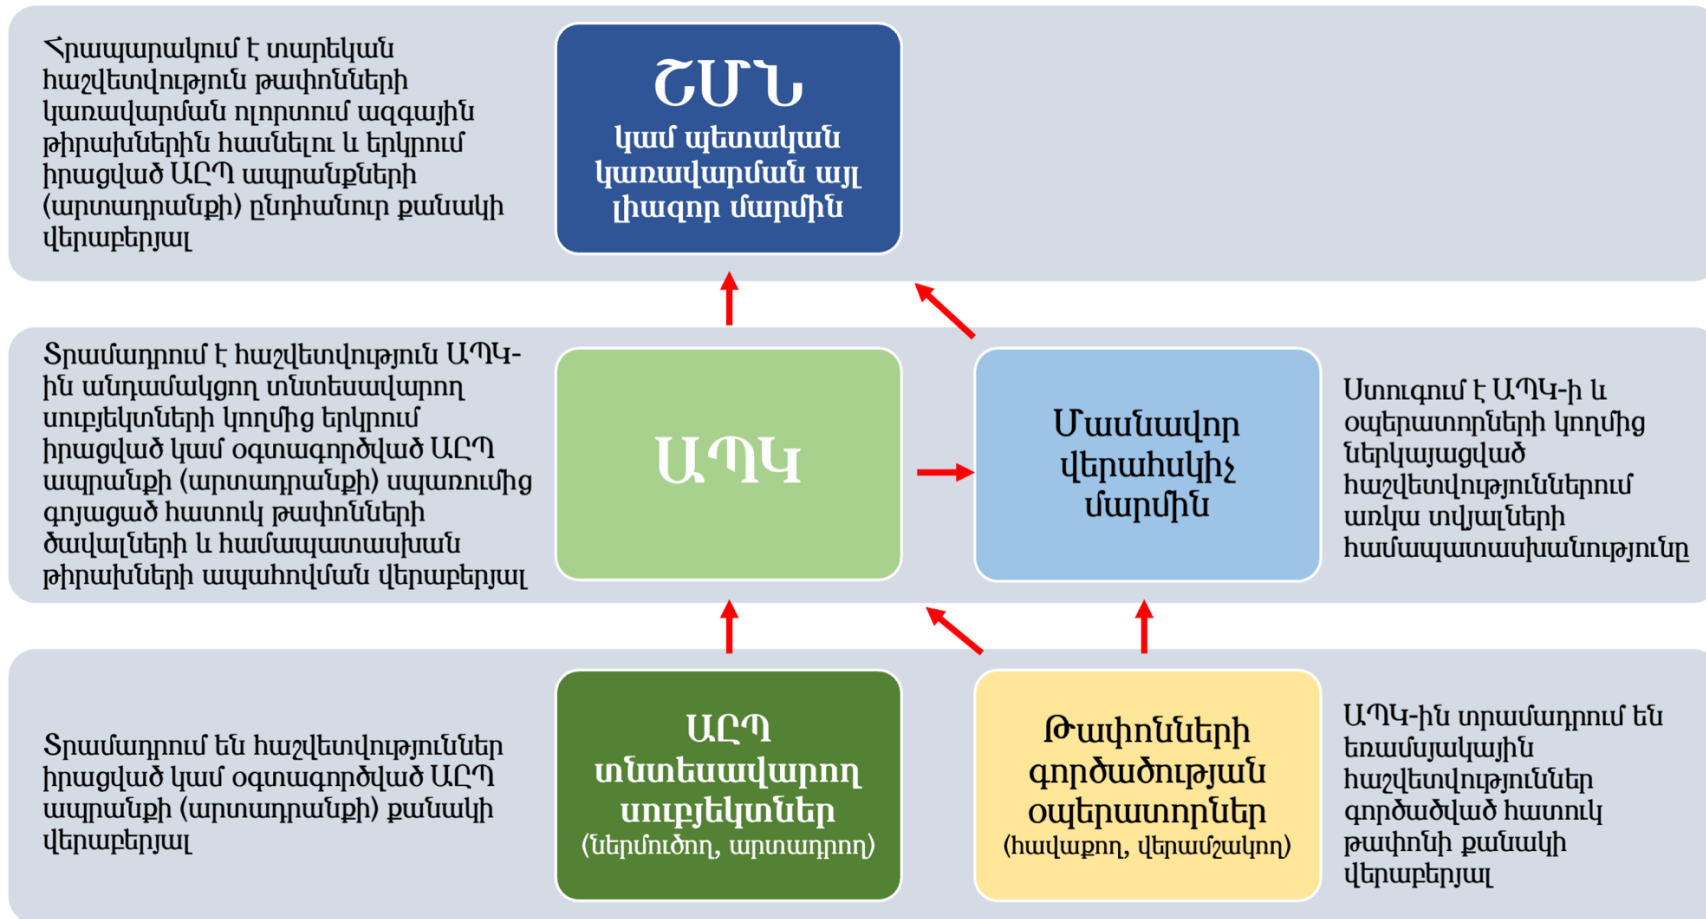 Հրապարակում է տարեկան
հաշվետվություն թափոնների
կառավարման ոլորտում ազգային
թիրախներին հասնելու և երկրում
իրացված ԱԸՊ ապրանքների
(արտադրանքի) ընդհանուր քանակի
վերաբերյալ
ՇՄՆ
կամ պետական
կառավարման այլ
լիազոր մարմին
Տրամադրում է հաշվետվություն ԱՊԿ-
ին անդամակցող տնտեսավարող
սուբյեկտների կողմից երկրում
իրացված կամ օգտագործված ԱԸՊ
ապրանքի (արտադրանքի) սպառումից
գոյացած հատուկ թափոնների
ծավալների և համապատասխան
թիրախների ապահովման վերաբերյալ
ԱՊԿ
Մասնավոր
վերահսկիչ
մարմին
Ստուգում է ԱՊԿ-ի և
օպերատորների կողմից
ներկայացված
հաշվետվություններում
առկա տվյալների
համապատասխանությունը
Տրամադրում են հաշվետվություններ
իրացված կամ օգտագործված ԱԸՊ
ապրանքի (արտադրանքի) քանակի
վերաբերյալ
ԱԸՊ
տնտեսավարող
սուբյեկտներ
(ներմուծող, արտադրող)
Թափոնների
գործածության
օպերատորներ
(հավաքող, վերամշակող)
ԱՊԿ-ին տրամադրում են
եռամսյակային
հաշվետվություններ
գործածված հատուկ
թափոնի քանակի
վերաբերյալ